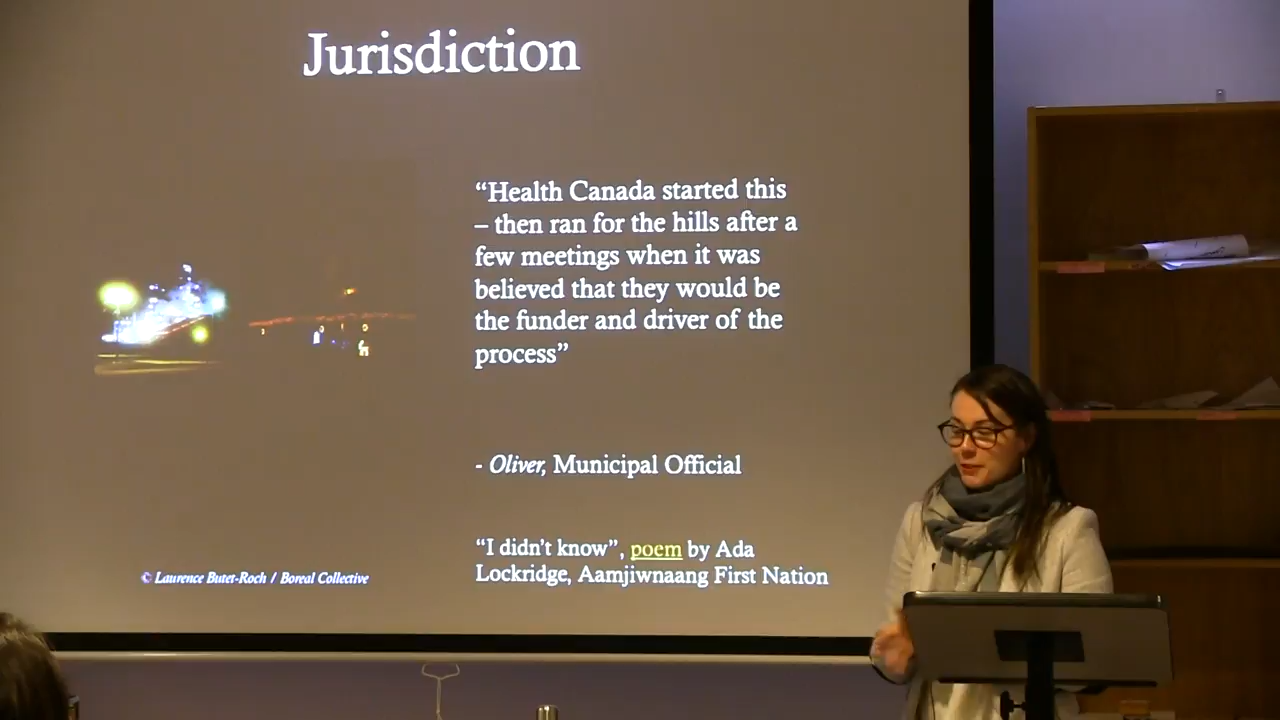 Jurisdiction
“Health Canada started this
– then ran for the hills after a
few meetings when it was
believed that they would be
the funder and driver of the
process”
- Oliver, Municipal Official
“I didn’t know”, poem by Ada
Lockridge, Aamjiwnaang First Nation
© Laurence Butet-Roch / Boreal Collective